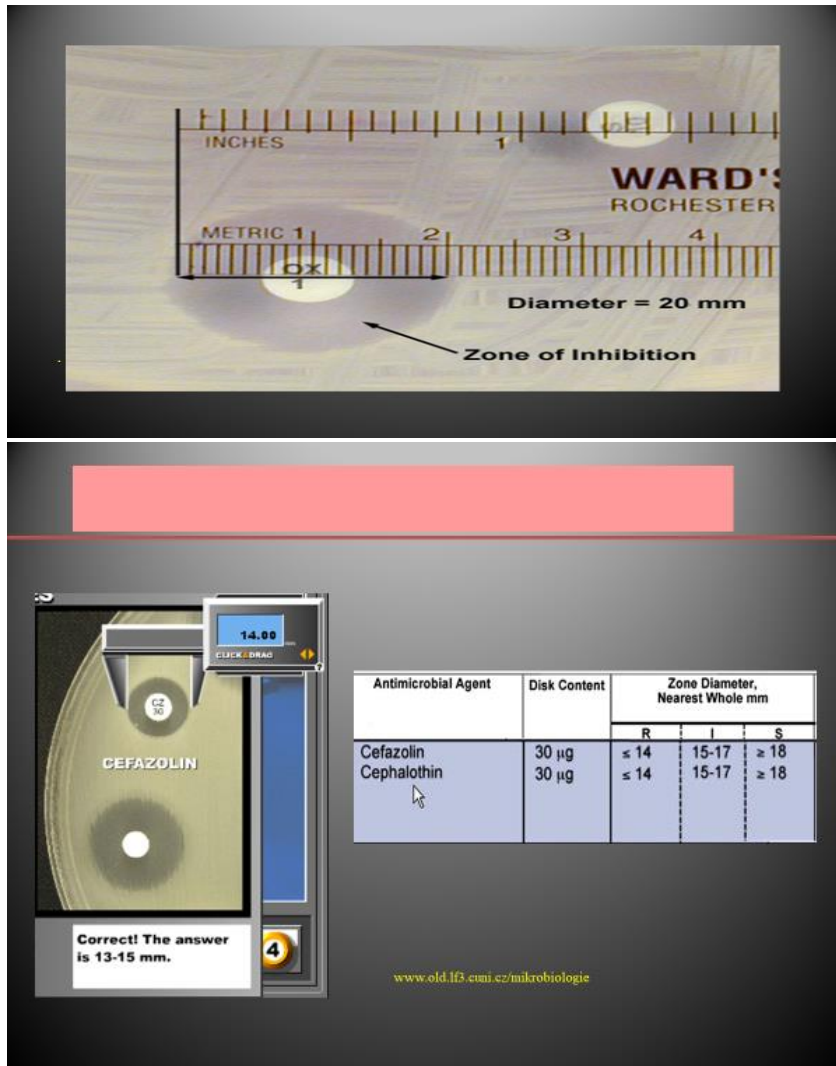 INCHES
1
WARD'S
ROCHESTER
METRIC 1 2 3 4
OX
1
Diameter = 20 mm
Zone of Inhibition
14.00
CLICK & DRAG
?
CZ
30
CEFAZOLIN
Correct! The answer
is 13-15 mm.
4
Antimicrobial Agent Disk Content Zone Diameter,
Nearest Whole mm
R I S
Cefazolin 30 µg ≤ 14 15-17 ≥ 18
Cephalothin 30 µg ≤ 14 15-17 ≥ 18
www.old.lf3.cuni.cz/mikrobiologie